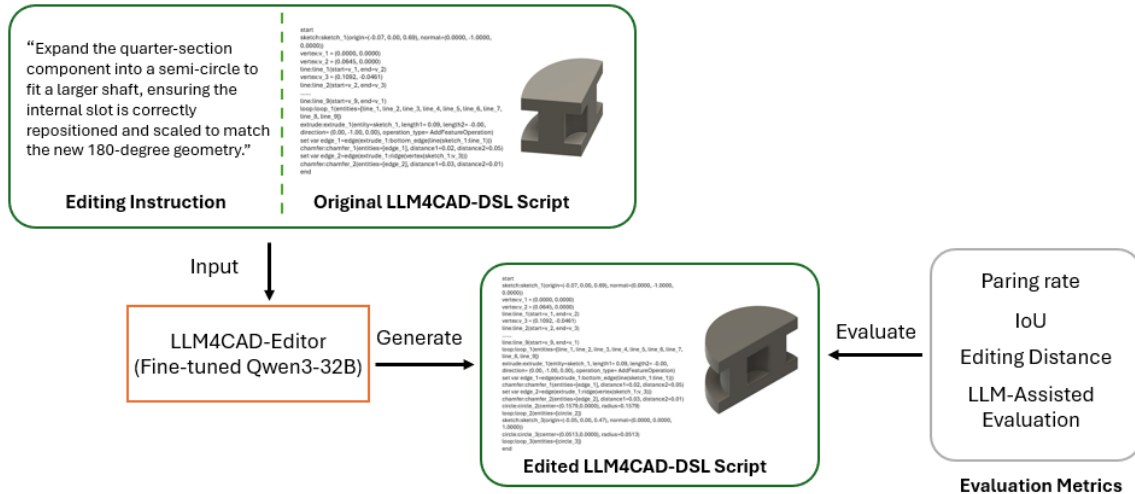 “Expand the quarter-section
component into a semi-circle to
fit a larger shaft, ensuring the
internal slot is correctly
repositioned and scaled to match
the new 180-degree geometry.”
Editing Instruction
start
sketch:sketch_1(origin=(-0.07, 0.00, 0.69), normal=(0.0000, -1.0000,
0.0000))
vertex:v_1 = (0.0000, 0.0000)
vertex:v_2 = (0.0645, 0.0000)
line:line_1(start=v_1, end=v_2)
vertex:v_3 = (0.1092, -0.0461)
line:line_2(start=v_2, end=v_3)
......
line:line_9(start=v_9, end=v_1)
loop:loop_1(entities=[line_1, line_2, line_3, line_4, line_5, line_6, line_7,
line_8, line_9])
extrude:extrude_1(entity=sketch_1, length1= 0.09, length2= -0.00,
direction= (0.00, -1.00, 0.00), operation_type= AddFeatureOperation)
set var edge_1=edge(extrude_1:bottom_edge(line(sketch_1:line_1)))
chamfer:chamfer_1(entities=[edge_1], distance1=0.02, distance2=0.05)
set var edge_2=edge(extrude_1:ridge(vertex(sketch_1:v_3)))
chamfer:chamfer_2(entities=[edge_2], distance1=0.03, distance2=0.01)
end
Original LLM4CAD-DSL Script
Input
LLM4CAD-Editor
(Fine-tuned Qwen3-32B)
Generate
start
sketch:sketch_1(origin=(-0.07, 0.00, 0.69), normal=(0.0000, -1.0000,
0.0000))
vertex:v_1 = (0.0000, 0.0000)
vertex:v_2 = (0.0645, 0.0000)
line:line_1(start=v_1, end=v_2)
vertex:v_3 = (0.1092, -0.0461)
line:line_2(start=v_2, end=v_3)
......
line:line_9(start=v_9, end=v_1)
loop:loop_1(entities=[line_1, line_2, line_3, line_4, line_5, line_6, line_7,
line_8, line_9])
extrude:extrude_1(entity=sketch_1, length1= 0.09, length2= -0.00,
direction= (0.00, -1.00, 0.00), operation_type= AddFeatureOperation)
set var edge_1=edge(extrude_1:bottom_edge(line(sketch_1:line_1)))
chamfer:chamfer_1(entities=[edge_1], distance1=0.02, distance2=0.05)
set var edge_2=edge(extrude_1:ridge(vertex(sketch_1:v_3)))
chamfer:chamfer_2(entities=[edge_2], distance1=0.03, distance2=0.01)
circle:circle_2(center=(0.1579,0.0000), radius=0.1579)
loop:loop_2(entities=[circle_2])
sketch:sketch_3(origin=(-0.05, 0.00, 0.47), normal=(0.0000, 0.0000,
1.0000))
circle:circle_3(center=(0.0513,0.0000), radius=0.0513)
loop:loop_3(entities=[circle_3])
end
Edited LLM4CAD-DSL Script
Evaluate
Paring rate
IoU
Editing Distance
LLM-Assisted
Evaluation
Evaluation Metrics